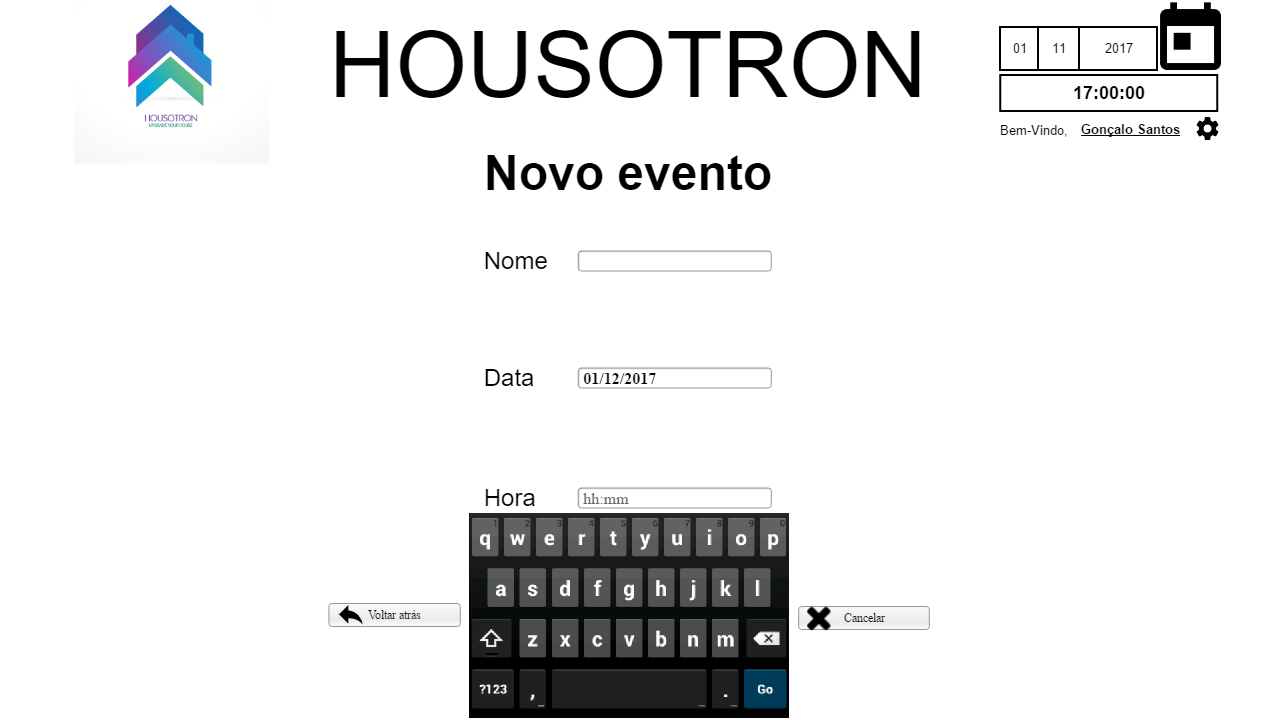 HOUSOTRON
UPGRADE YOUR HOUSE
HOUSOTRON
01 11 2017
17:00:00
Bem-Vindo, Gonçalo Santos
Novo evento
Nome
Data 01/12/2017
Hora hh:mm
1 2 3 4 5 6 7 8 9 0
q w e r t y u i o p
a s d f g h j k l
Voltar atrás
Cancelar
z x c v b n m
?123 , ... _ . _ Go